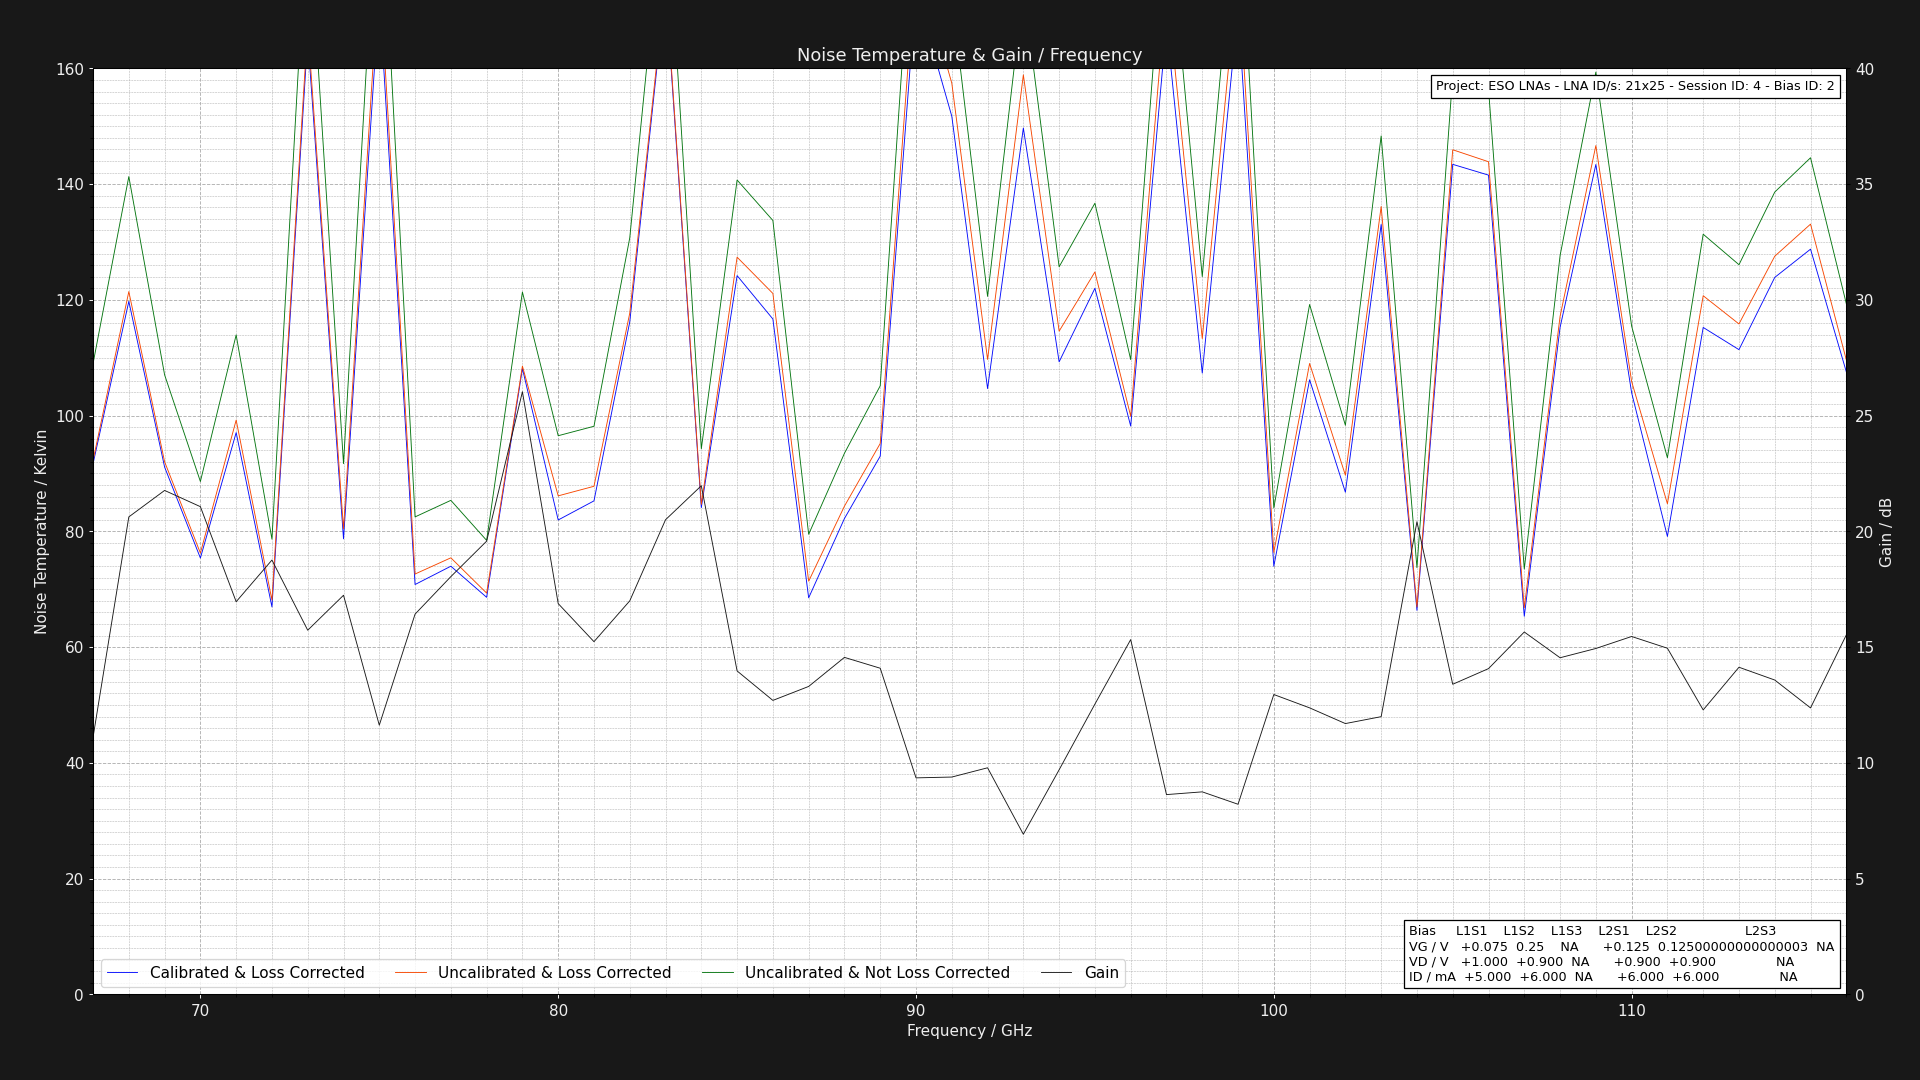 Noise Temperature & Gain / Frequency
Project: ESO LNAs - LNA ID/s: 21x25 - Session ID: 4 - Bias ID: 2
160
140
120
100
80
60
40
20
0
Noise Temperature / Kelvin
40
35
30
25
20
15
10
5
0
Gain / dB
Bias L1S1 L1S2 L1S3 L2S1 L2S2 L2S3
VG / V +0.075 0.25 NA +0.125 0.12500000000000003 NA
VD / V +1.000 +0.900 NA +0.900 +0.900 NA
ID / mA +5.000 +6.000 NA +6.000 +6.000 NA
Calibrated & Loss Corrected Uncalibrated & Loss Corrected Uncalibrated & Not Loss Corrected Gain
70 80 90 100 110
Frequency / GHz